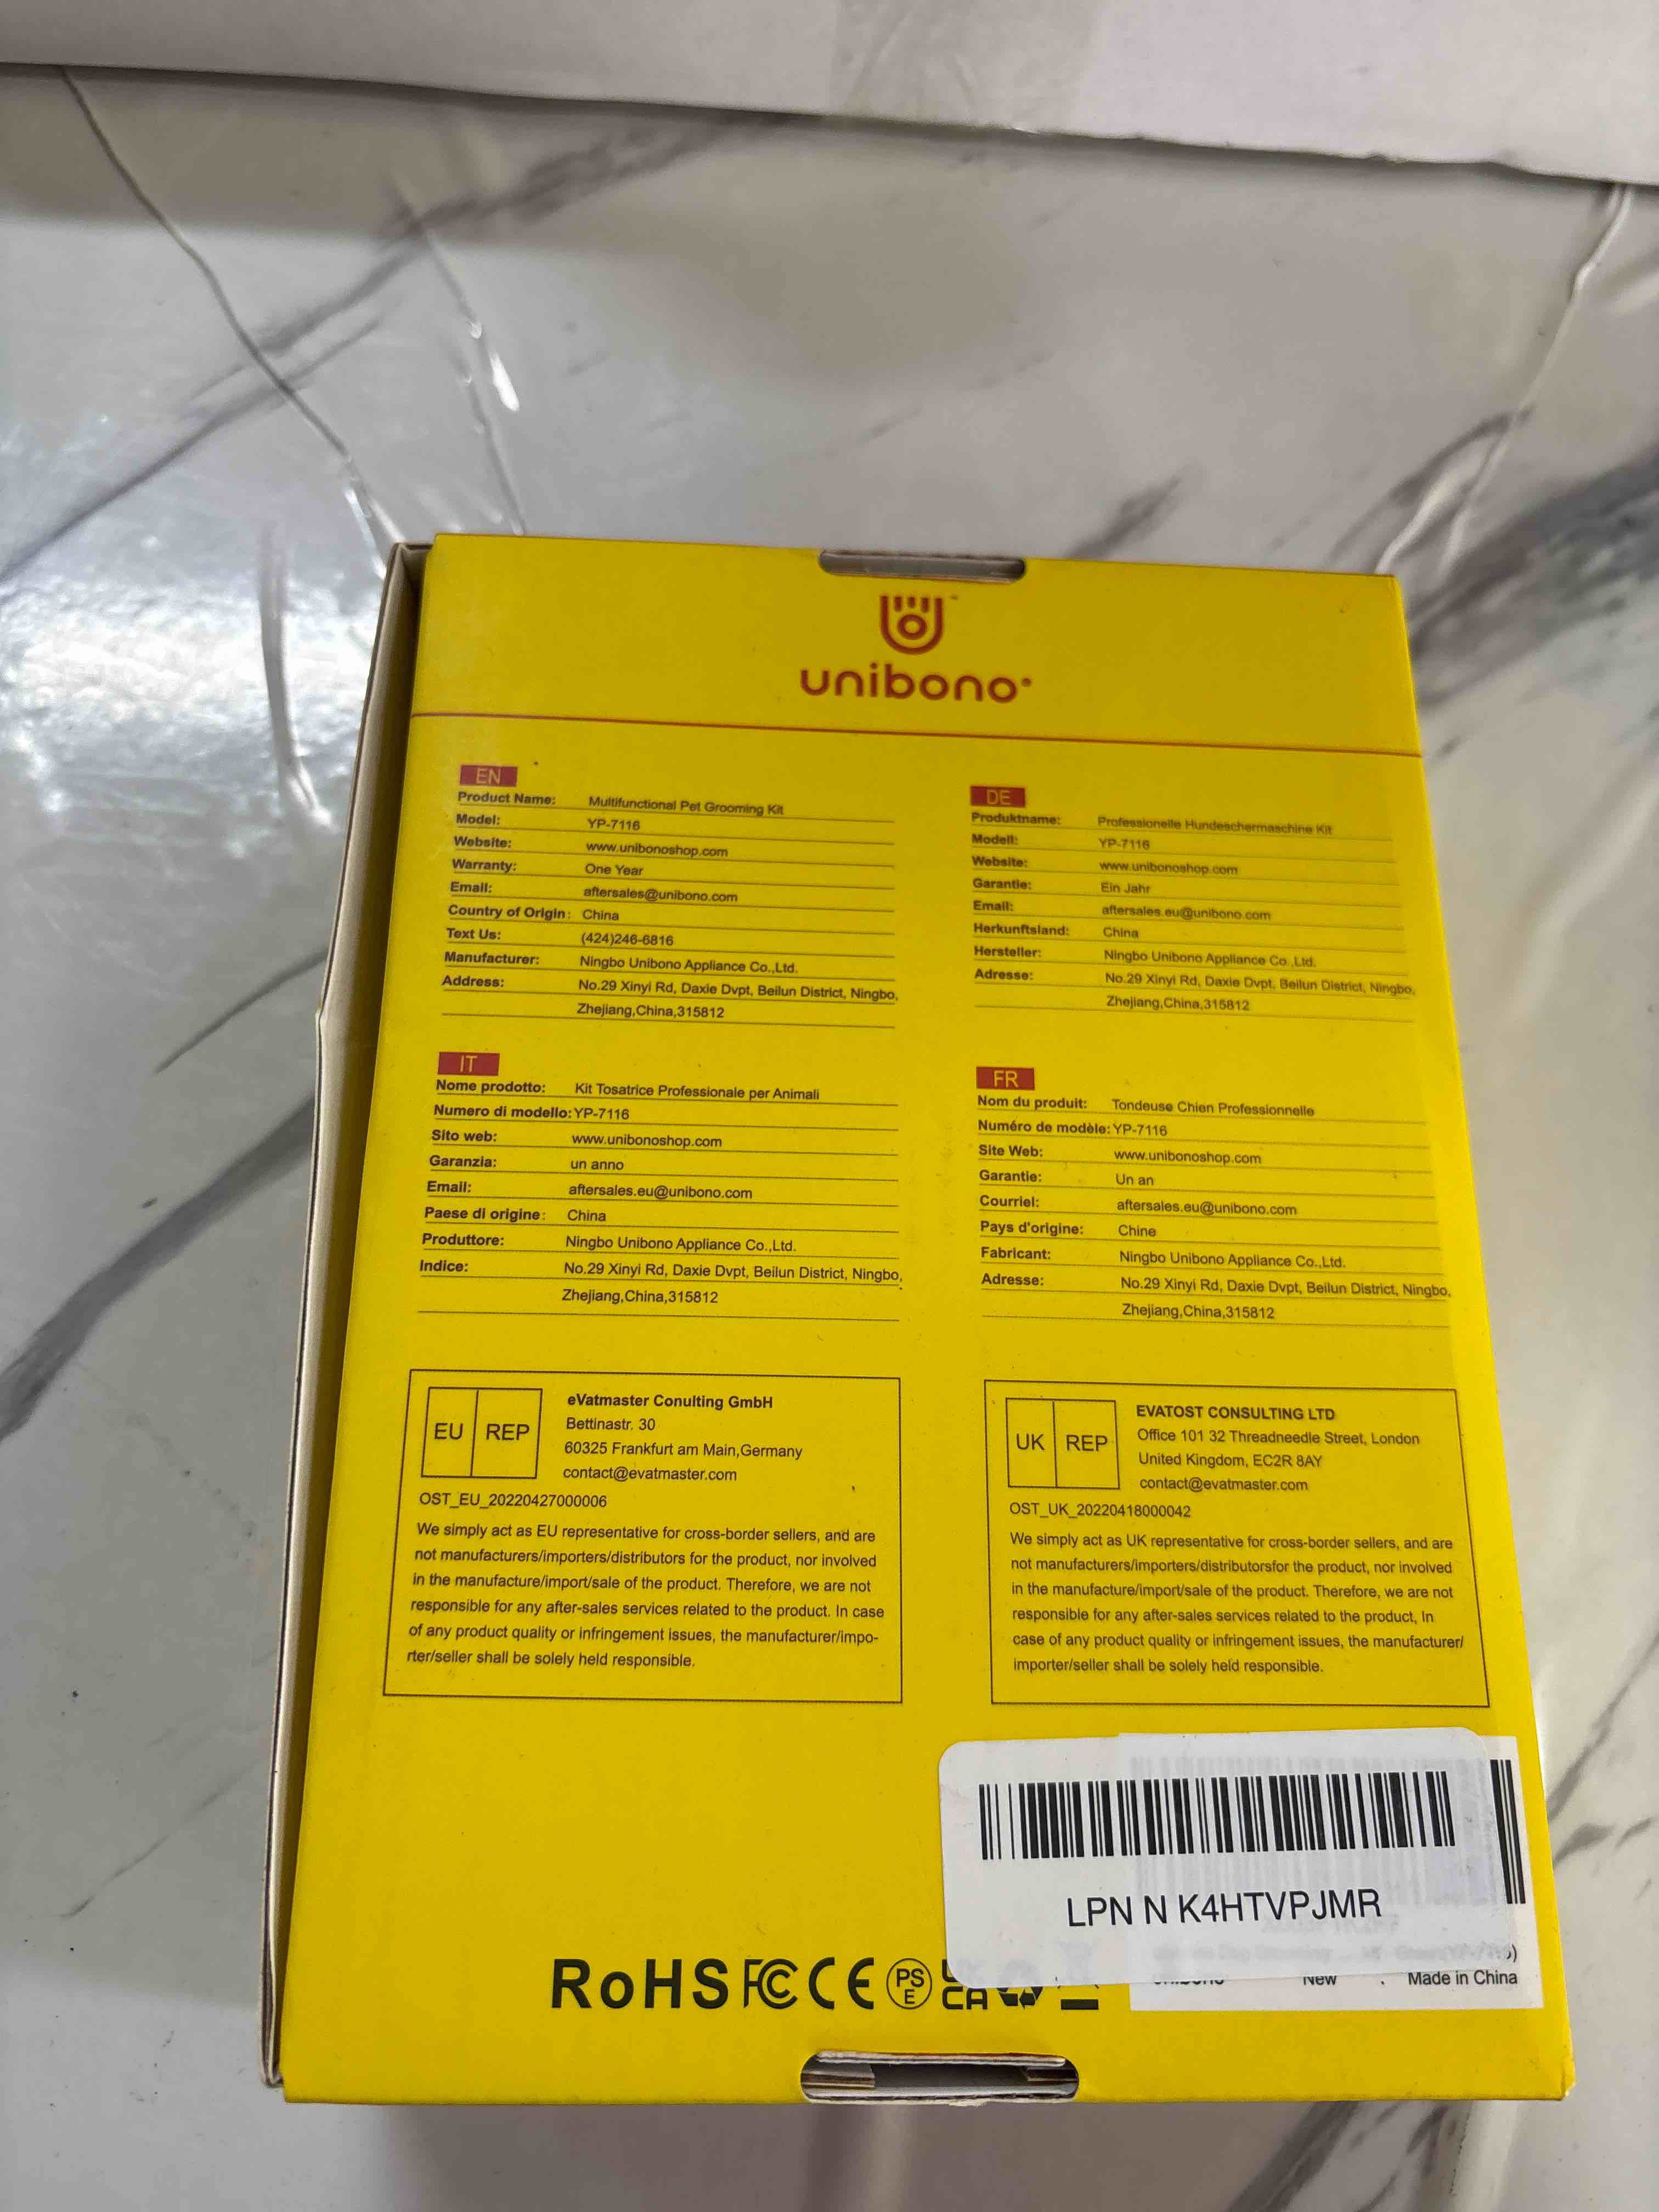 unibono
EN
Product Name: Multifunctional Pet Grooming Kit
Model: YP-7116
Website: www.unibonoshop.com
Warranty: One Year
Email: aftersales@unibono.com
Country of Origin: China
Text Us: (424)246-6816
Manufacturer: Ningbo Unibono Appliance Co.,Ltd.
Address: No.29 Xinyi Rd, Daxie Dvpt, Beilun District, Ningbo,
Zhejiang,China,315812
DE
Produktname: Professionelle Hundeschermaschine Kit
Modell: YP-7116
Website: www.unibonoshop.com
Garantie: Ein Jahr
Email: aftersales.eu@unibono.com
Herkunftsland: China
Hersteller: Ningbo Unibono Appliance Co.,Ltd.
Adresse: No.29 Xinyi Rd, Daxie Dvpt, Beilun District, Ningbo,
Zhejiang,China,315812
IT
Nome prodotto: Kit Tosatrice Professionale per Animali
Numero di modello: YP-7116
Sito web: www.unibonoshop.com
Garanzia: un anno
Email: aftersales.eu@unibono.com
Paese di origine: China
Produttore: Ningbo Unibono Appliance Co.,Ltd.
Indice: No.29 Xinyi Rd, Daxie Dvpt, Beilun District, Ningbo,
Zhejiang,China,315812
FR
Nom du produit: Tondeuse Chien Professionnelle
Numéro de modèle: YP-7116
Site Web: www.unibonoshop.com
Garantie: Un an
Courriel: aftersales.eu@unibono.com
Pays d'origine: Chine
Fabricant: Ningbo Unibono Appliance Co.,Ltd.
Adresse: No.29 Xinyi Rd, Daxie Dvpt, Beilun District, Ningbo,
Zhejiang,China,315812
EU REP
eVatmaster Conulting GmbH
Bettinastr. 30
60325 Frankfurt am Main,Germany
contact@evatmaster.com
OST_EU_20220427000006
We simply act as EU representative for cross-border sellers, and are
not manufacturers/importers/distributors for the product, nor involved
in the manufacture/import/sale of the product. Therefore, we are not
responsible for any after-sales services related to the product. In case
of any product quality or infringement issues, the manufacturer/impo-
rter/seller shall be solely held responsible.
UK REP
EVATOST CONSULTING LTD
Office 101 32 Threadneedle Street, London
United Kingdom, EC2R 8AY
contact@evatmaster.com
OST_UK_20220418000042
We simply act as UK representative for cross-border sellers, and are
not manufacturers/importers/distributorsfor the product, nor involved
in the manufacture/import/sale of the product. Therefore, we are not
responsible for any after-sales services related to the product, In
case of any product quality or infringement issues, the manufacturer/
importer/seller shall be solely held responsible.
LPN N K4HTVPJMR
New Made in China
RoHS FC CE PS E CA